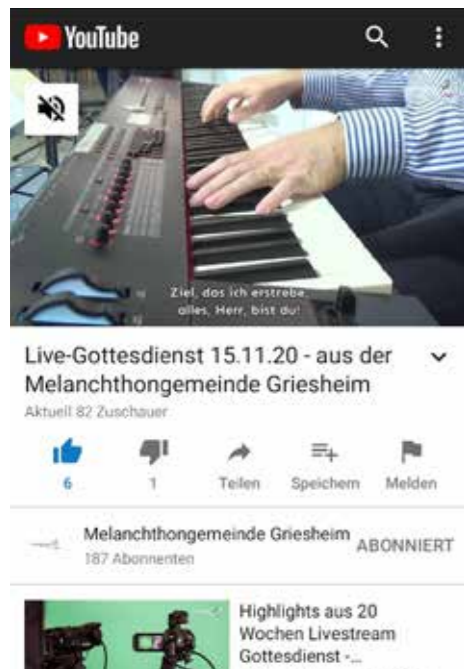 YouTube
Ziel, das ich erstrebe,
alles, Herr, bist du!
Live-Gottesdienst 15.11.20 - aus der
Melanchthongemeinde Griesheim
Aktuell 82 Zuschauer
6
1
Teilen
Speichern
Melden
Melanchthongemeinde Griesheim
187 Abonnenten
ABONNIERT
Highlights aus 20
Wochen Livestream
Gottesdienst -...